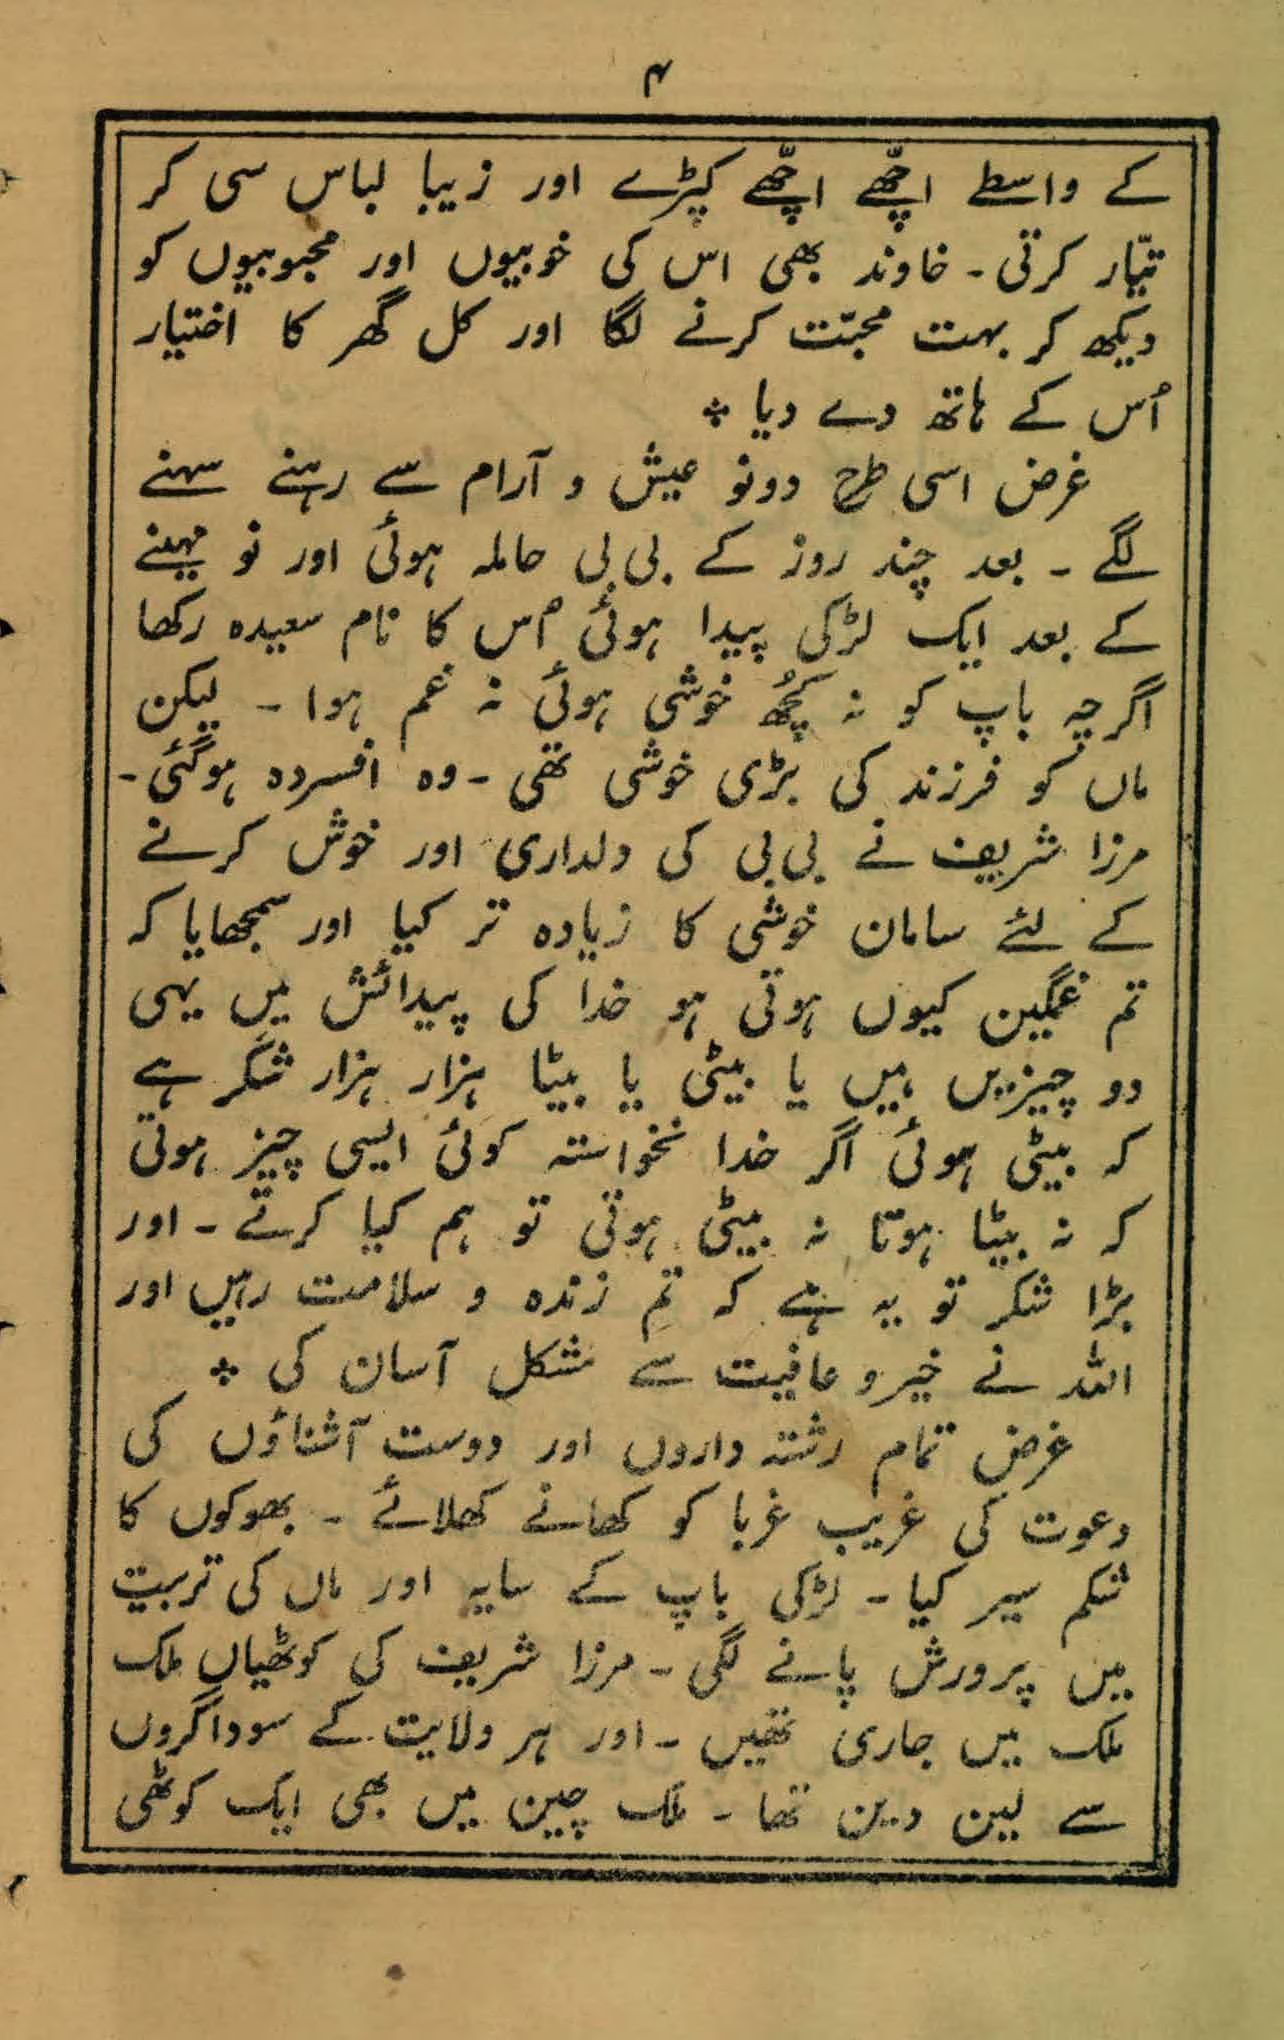 ۴
کے واسطے اچھّے اچھّے کپڑے اور زیبا لباس سی کر
تیّار کرتی۔ خاوند بھی اس کی خوبیوں اور محبوبیوں کو
دیکھ کر بہت محبّت کرنے لگا اور کل گھر کا اختیار
اُس کے ہاتھ دے دیا ٭
غرض اسی طرح دونو عیش و آرام سے رہنے سہنے
لگے ۔ بعد چند روز کے بی بی حاملہ ہوئی اور نو مہینے
کے بعد ایک لڑکی پیدا ہوئی اُس کا نام سعیدہ رکھا
اگرچہ باپ کو نہ کچُھ خوشی ہوئی نہ غم ہوا ۔ لیکن
ماں کو فرزند کی بڑی خوشی تھی ۔ وہ افسردہ ہوگئی ۔
مرزا شریف نے بی بی کی دلداری اور خوش کرنے
کے لئے سامان خوشی کا زیادہ تر کیا اور سمجھایا کہ
تم غمگین کیوں ہوتی ہو خدا کی پیدائش میں یہی
دو چیزیں ہیں یا بیٹی یا بیٹا ہزار ہزار شکر ہے
کہ بیٹی ہوئی اگر خدا نخواستہ کوئی ایسی چیز ہوتی
کہ نہ بیٹا ہوتا نہ بیٹی ہوتی تو ہم کیا کرتے ۔ اور
بڑا شکر تو یہ ہے کہ تم زندہ و سلامت رہیں اور
اللہ نے خیر و عافیت سے مشکل آسان کی ٭
غرض تمام رشتہ داروں اور دوست آشناؤں کی
دعوت کی غریب غربا کو کھانے کھلائے ۔ بھوکوں کا
شکم سیر کیا ۔ لڑکی باپ کے سایہ اور ماں کی تربیت
میں پرورش پانے لگی ۔ مرزا شریف کی کوٹھیاں ملک
ملک میں جاری تھیں ۔ اور ہر ولایت کے سوداگروں
سے لین دین تھا ۔ ملک چین میں بھی ایک کوٹھی